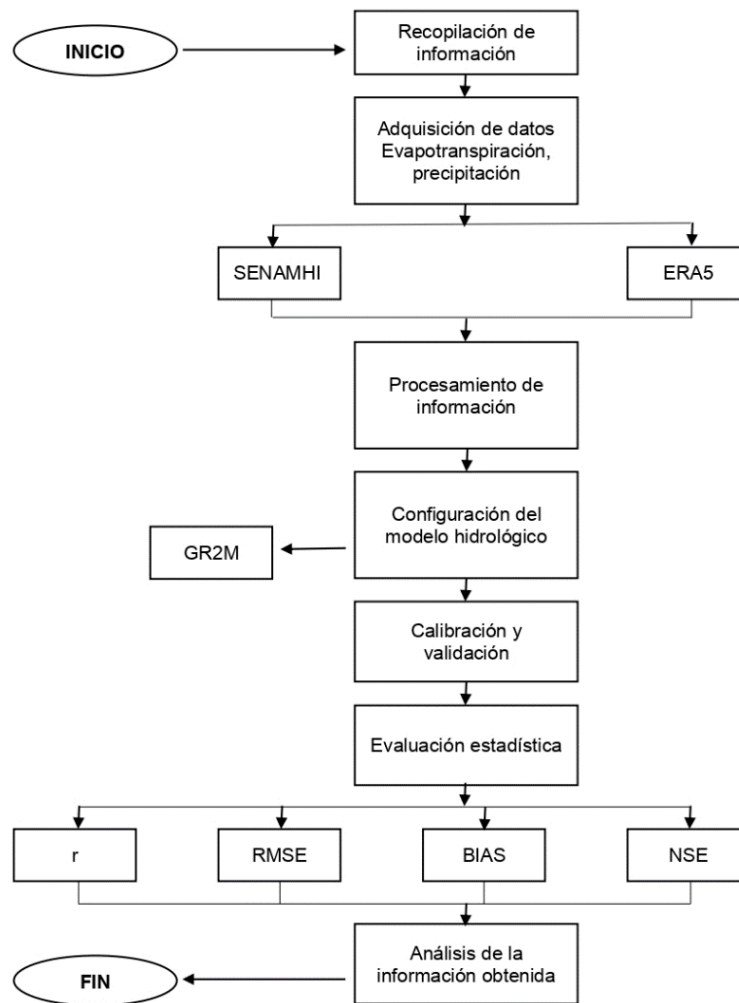 INICIO
Recopilación de
información
Adquisición de datos
Evapotranspiración,
precipitación
SENAMHI
ERA5
Procesamiento de
información
Configuración del
modelo hidrológico
GR2M
Calibración y
validación
Evaluación estadística
r
RMSE
BIAS
NSE
Análisis de la
información obtenida
FIN